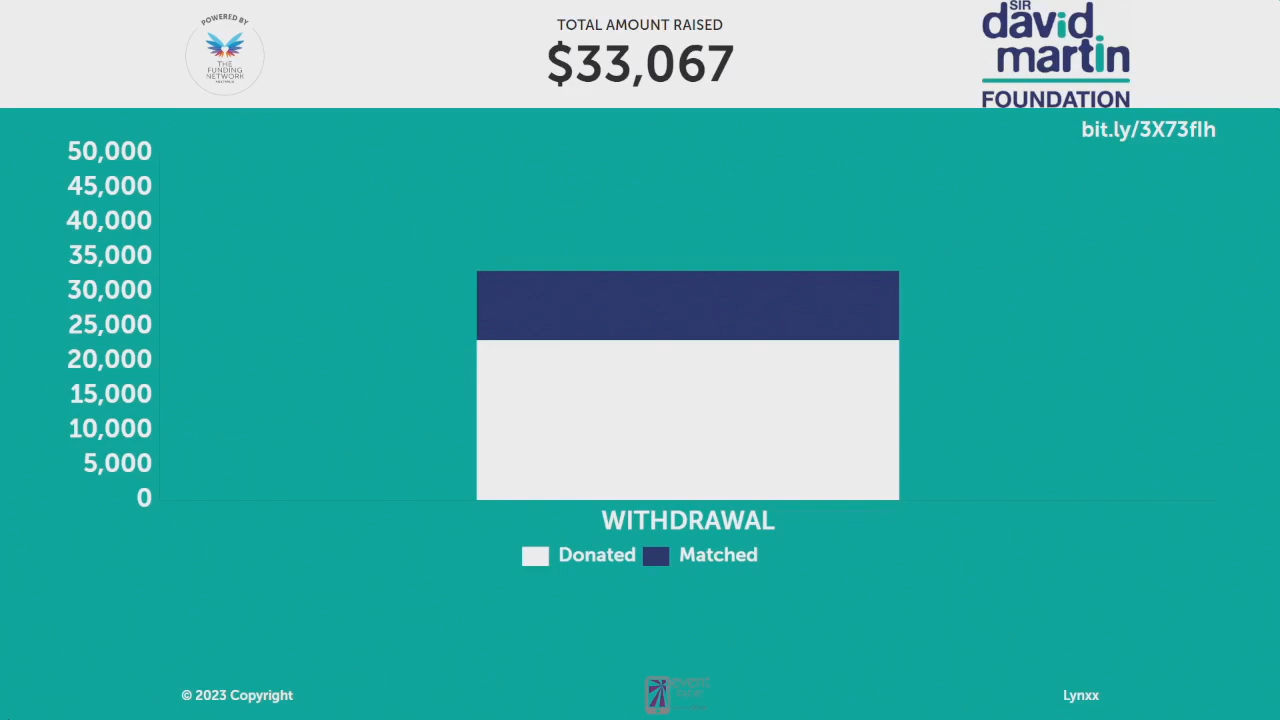 POWERED BY
THE
FUNDING
NETWORK
AUSTRALIA
TOTAL AMOUNT RAISED
$33,067
SIR
david
martin
FOUNDATION
bit.ly/3X73flh
50,000
45,000
40,000
35,000
30,000
25,000
20,000
15,000
10,000
5,000
0
WITHDRAWAL
Donated Matched
© 2023 Copyright
Lynxx